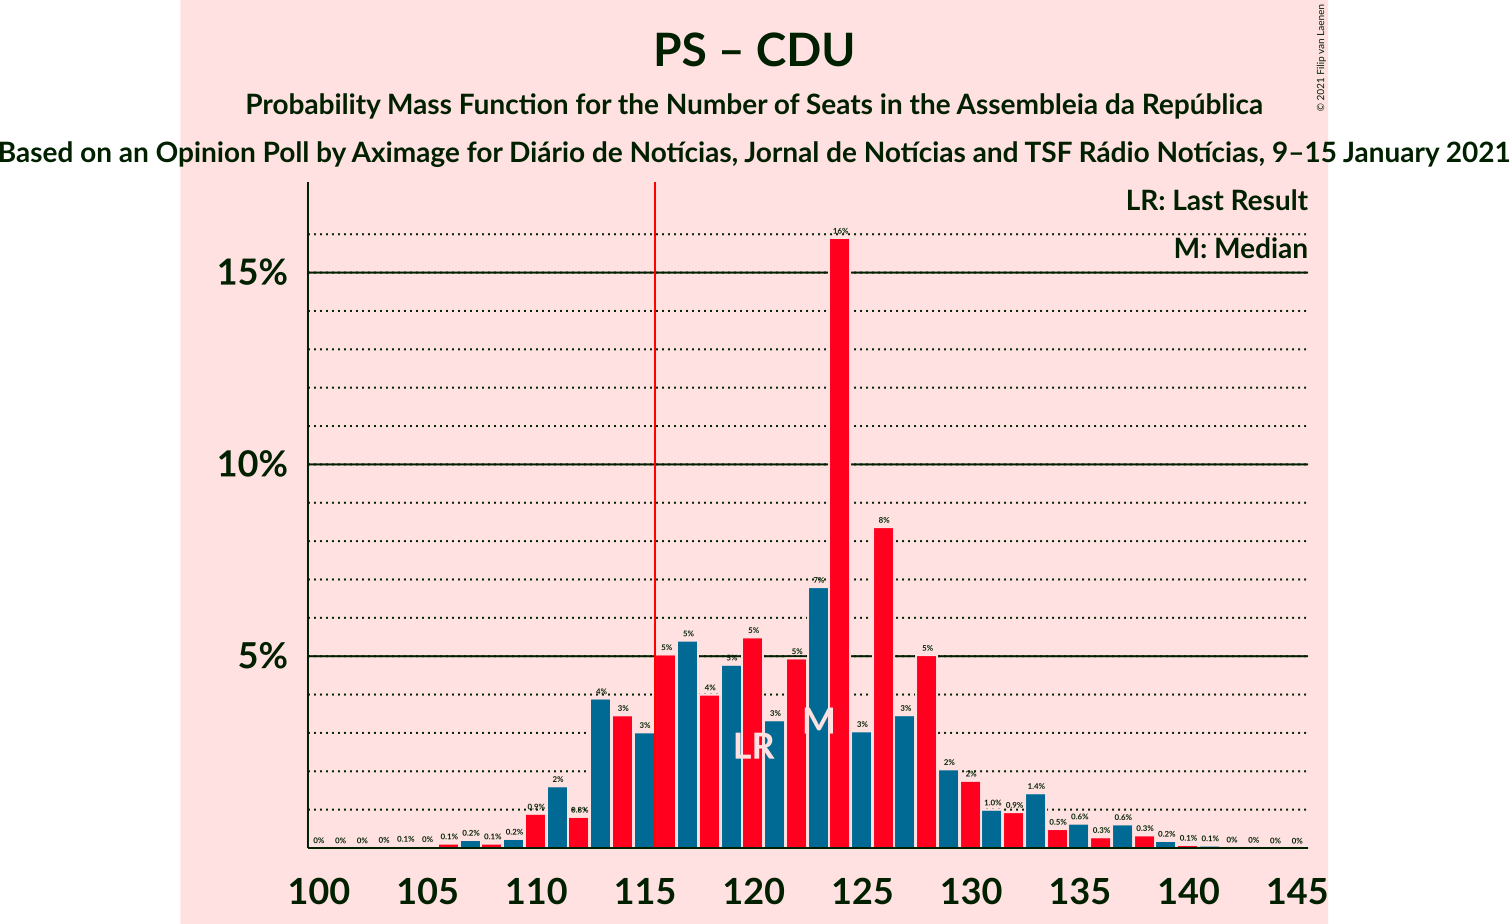 PS – CDU
Probability Mass Function for the Number of Seats in the Assembleia da República
Based on an Opinion Poll by Aximage for Diário de Notícias, Jornal de Notícias and TSF Rádio Notícias, 9–15 January 2021
© 2021 Filip van Laenen
LR: Last Result
M: Median
15%
10%
5%
0% 0% 0% 0% 0.1% 0% 0.1% 0.2% 0.1% 0.2% 0.9% 2% 0.8% 4% 3% 3% 5% 5% 4% 5% 5% 3% 5% 7% 16% 3% 8% 3% 5% 2% 2% 1.0% 0.9% 1.4% 0.5% 0.6% 0.3% 0.6% 0.3% 0.2% 0.1% 0.1% 0% 0% 0% 0%
M
LR
100 105 110 115 120 125 130 135 140 145